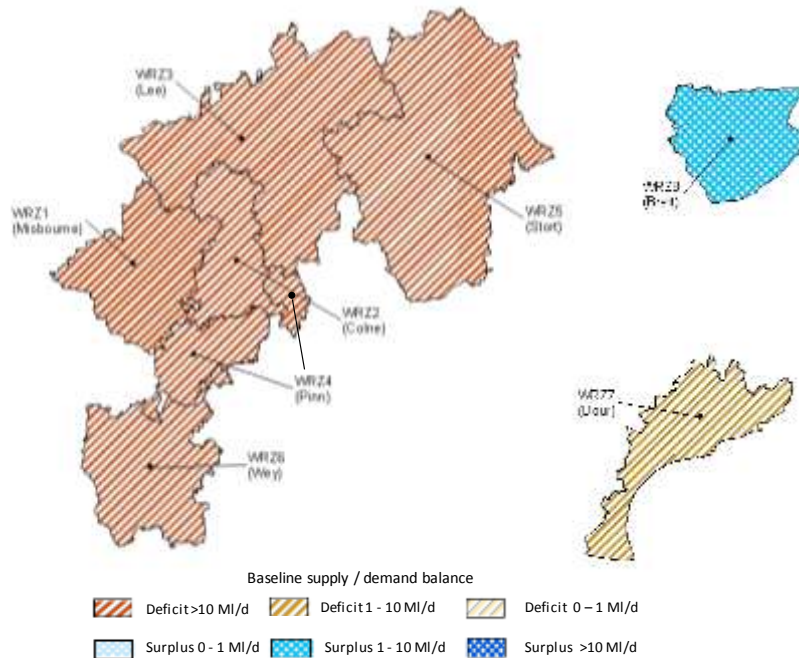 WRZ3
(Lee)
WRZ1
(Misbourne)
WRZ5
(Stort)
WRZ2
(Colne)
WRZ4
(Pinn)
WRZ6
(Wey)
WRZ8
(Brett)
WRZ7
(Dour)
Baseline supply / demand balance
Deficit >10 Ml/d
Deficit 1 - 10 Ml/d
Deficit 0 – 1 Ml/d
Surplus 0 - 1 Ml/d
Surplus 1 - 10 Ml/d
Surplus >10 Ml/d